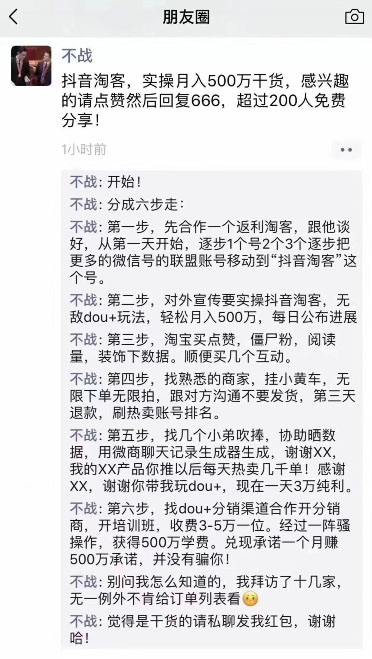 朋友圈
不战
抖音淘客，实操月入500万干货，感兴趣
的请点赞然后回复666，超过200人免费
分享！
1小时前
不战: 开始！
不战: 分成六步走：
不战: 第一步，先合作一个返利淘客，跟他谈
好，从第一天开始，逐步1个号2个3个逐步把
更多的微信号的联盟账号移动到“抖音淘客”这
个号。
不战: 第二步，对外宣传要实操抖音淘客，无
敌dou+玩法，轻松月入500万，每日公布进展
不战: 第三步，淘宝买点赞，僵尸粉，阅读
量，装饰下数据。顺便买几个互动。
不战: 第四步，找熟悉的商家，挂小黄车，无
限下单无限拍，跟对方沟通不要发货，第三天
退款，刷热卖账号排名。
不战: 第五步，找几个小弟吹捧，协助晒数
据，用微商聊天记录生成器生成，谢谢XX，
我的XX产品你推以后每天热卖几千单！感谢
XX，谢谢你带我玩dou+，现在一天3万纯利。
不战: 第六步，找dou+分销渠道合作开分销
商，开培训班，收费3-5万一位。经过一阵骚
操作，获得500万学费。兑现承诺一个月赚
500万承诺，并没有骗你！
不战: 别问我怎么知道的，我拜访了十几家，
无一例外不肯给订单列表看
不战: 觉得是干货的请私聊发我红包，谢谢
哈！